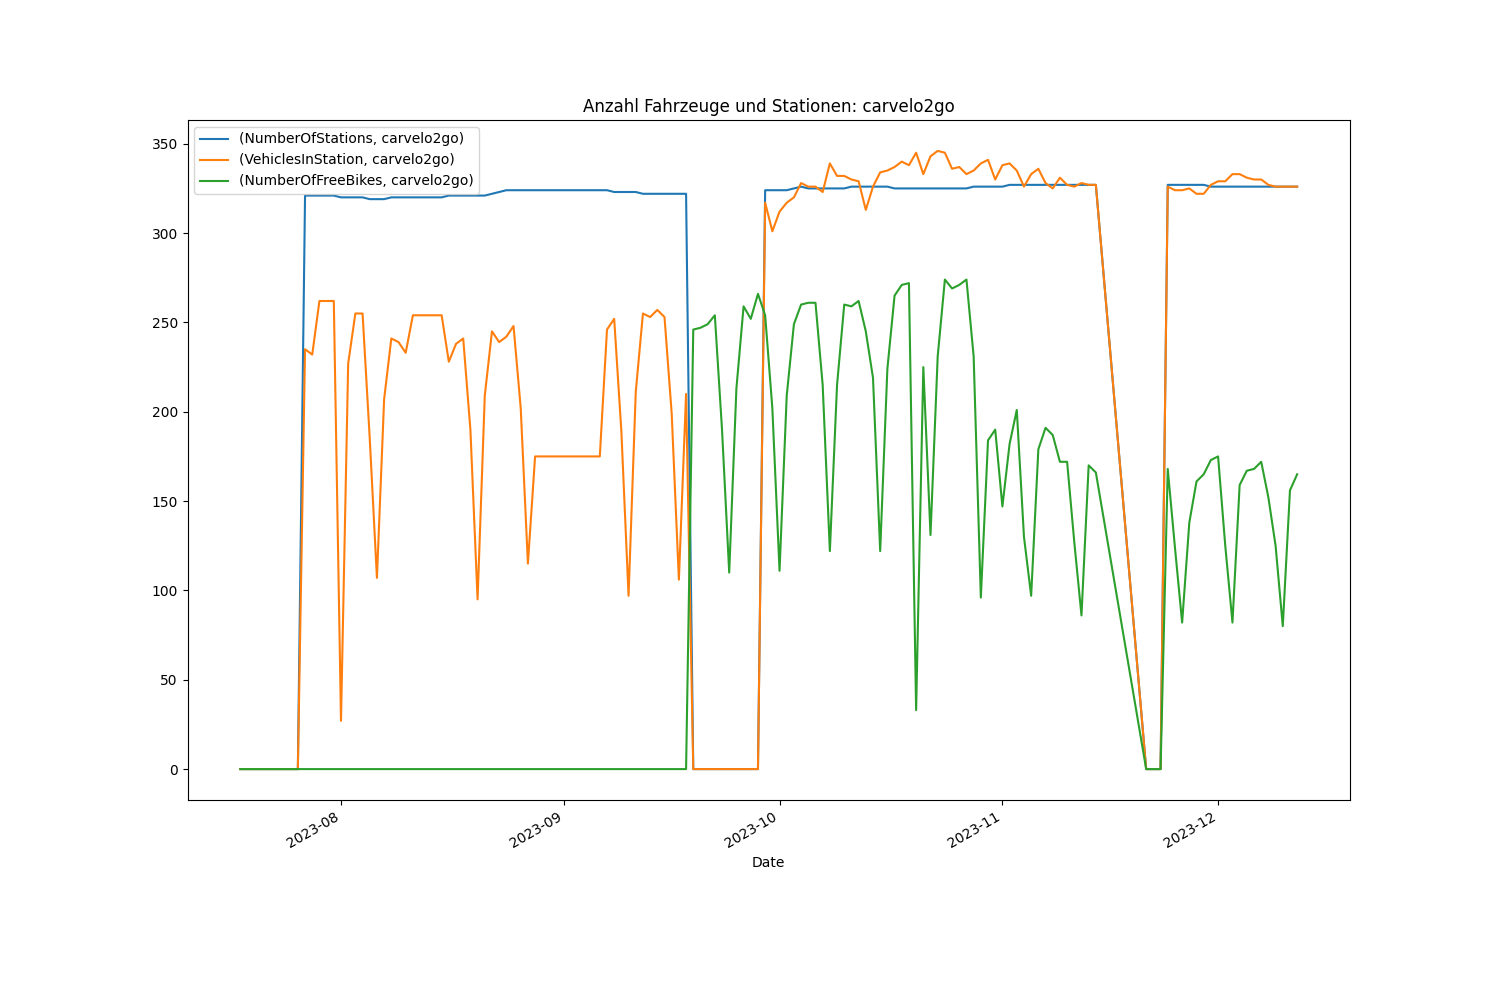 Anzahl Fahrzeuge und Stationen: carvelo2go
(NumberOfStations, carvelo2go)
(VehiclesInStation, carvelo2go)
(NumberOfFreeBikes, carvelo2go)
350
300
250
200
150
100
50
0
2023-08
2023-09
2023-10
2023-11
2023-12
Date